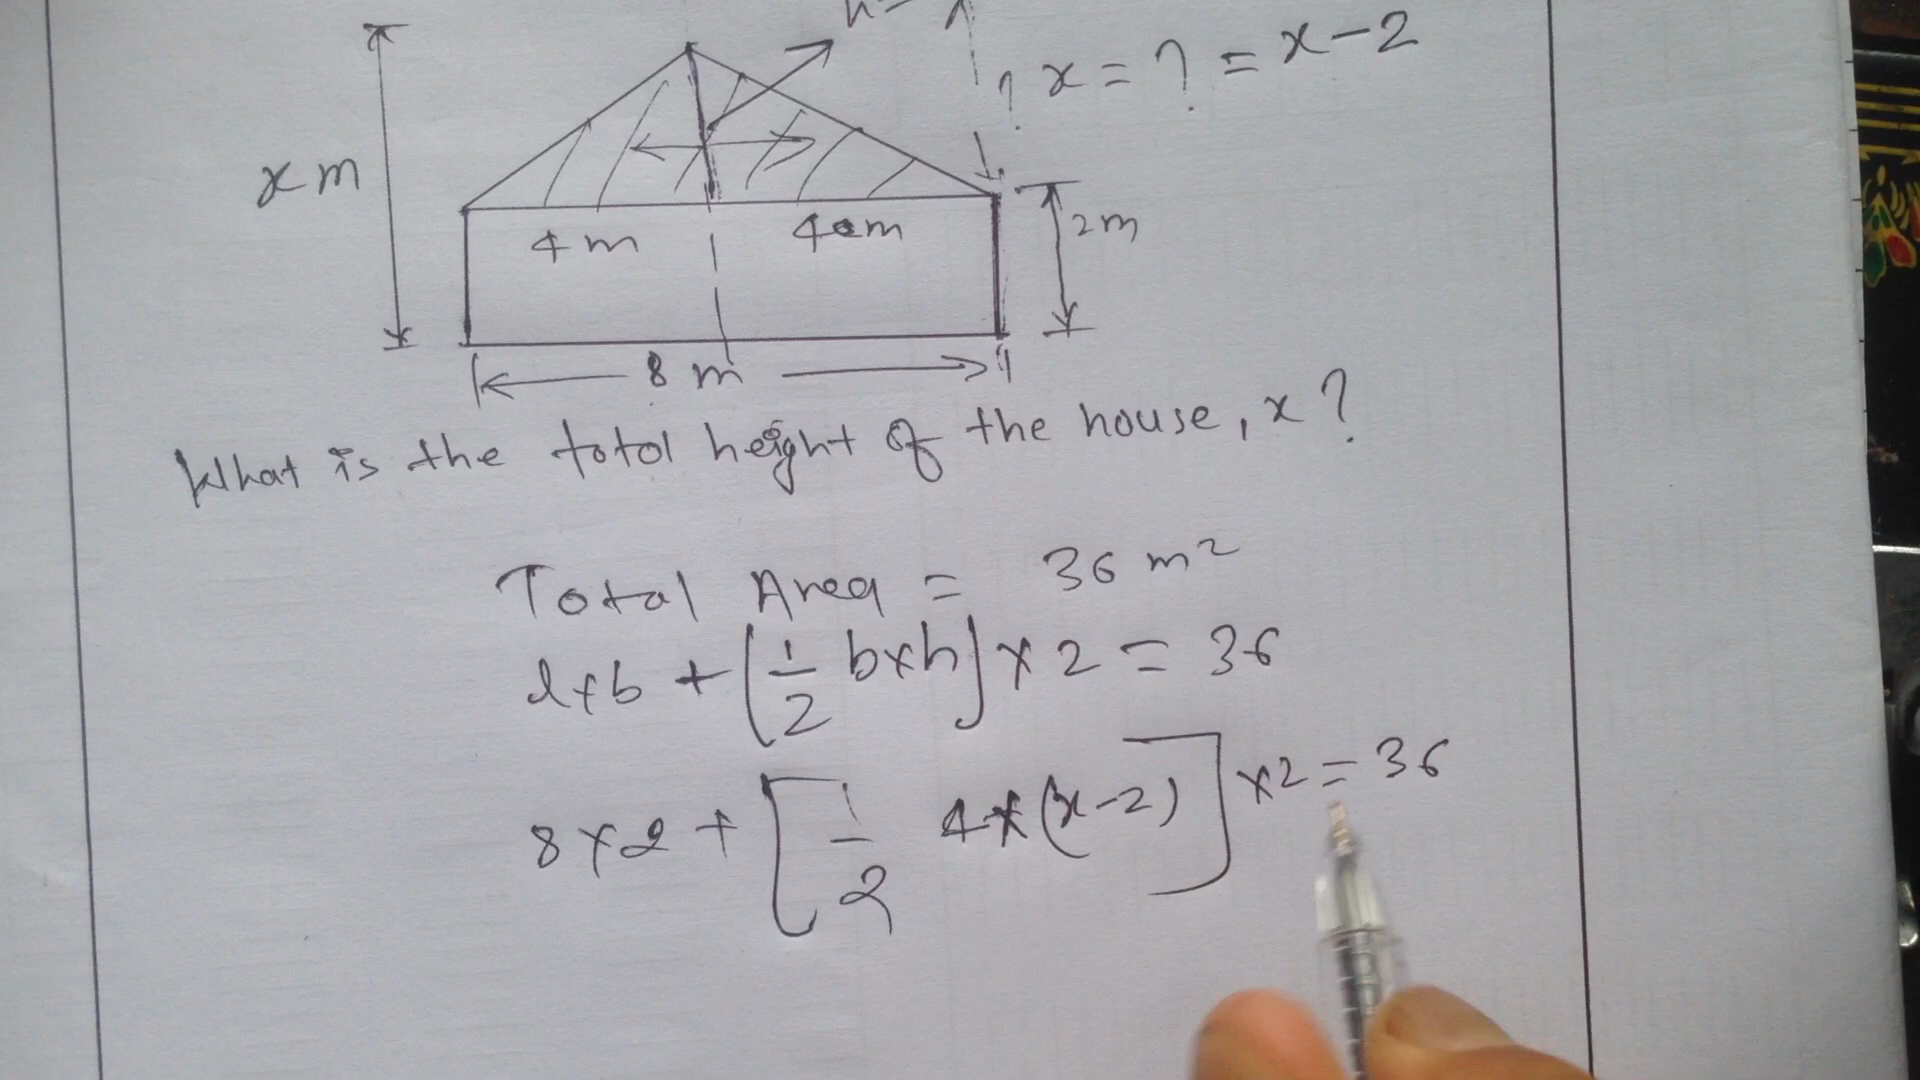 h=
? x = ? = x-2
x m
4 m
4 m
2 m
8 m
What is the total height of the house, x ?
Total Area = 36 m²
l×b + (1/2 b×h) × 2 = 36
8×2 + [1/2 4×(x-2)] ×2 = 36